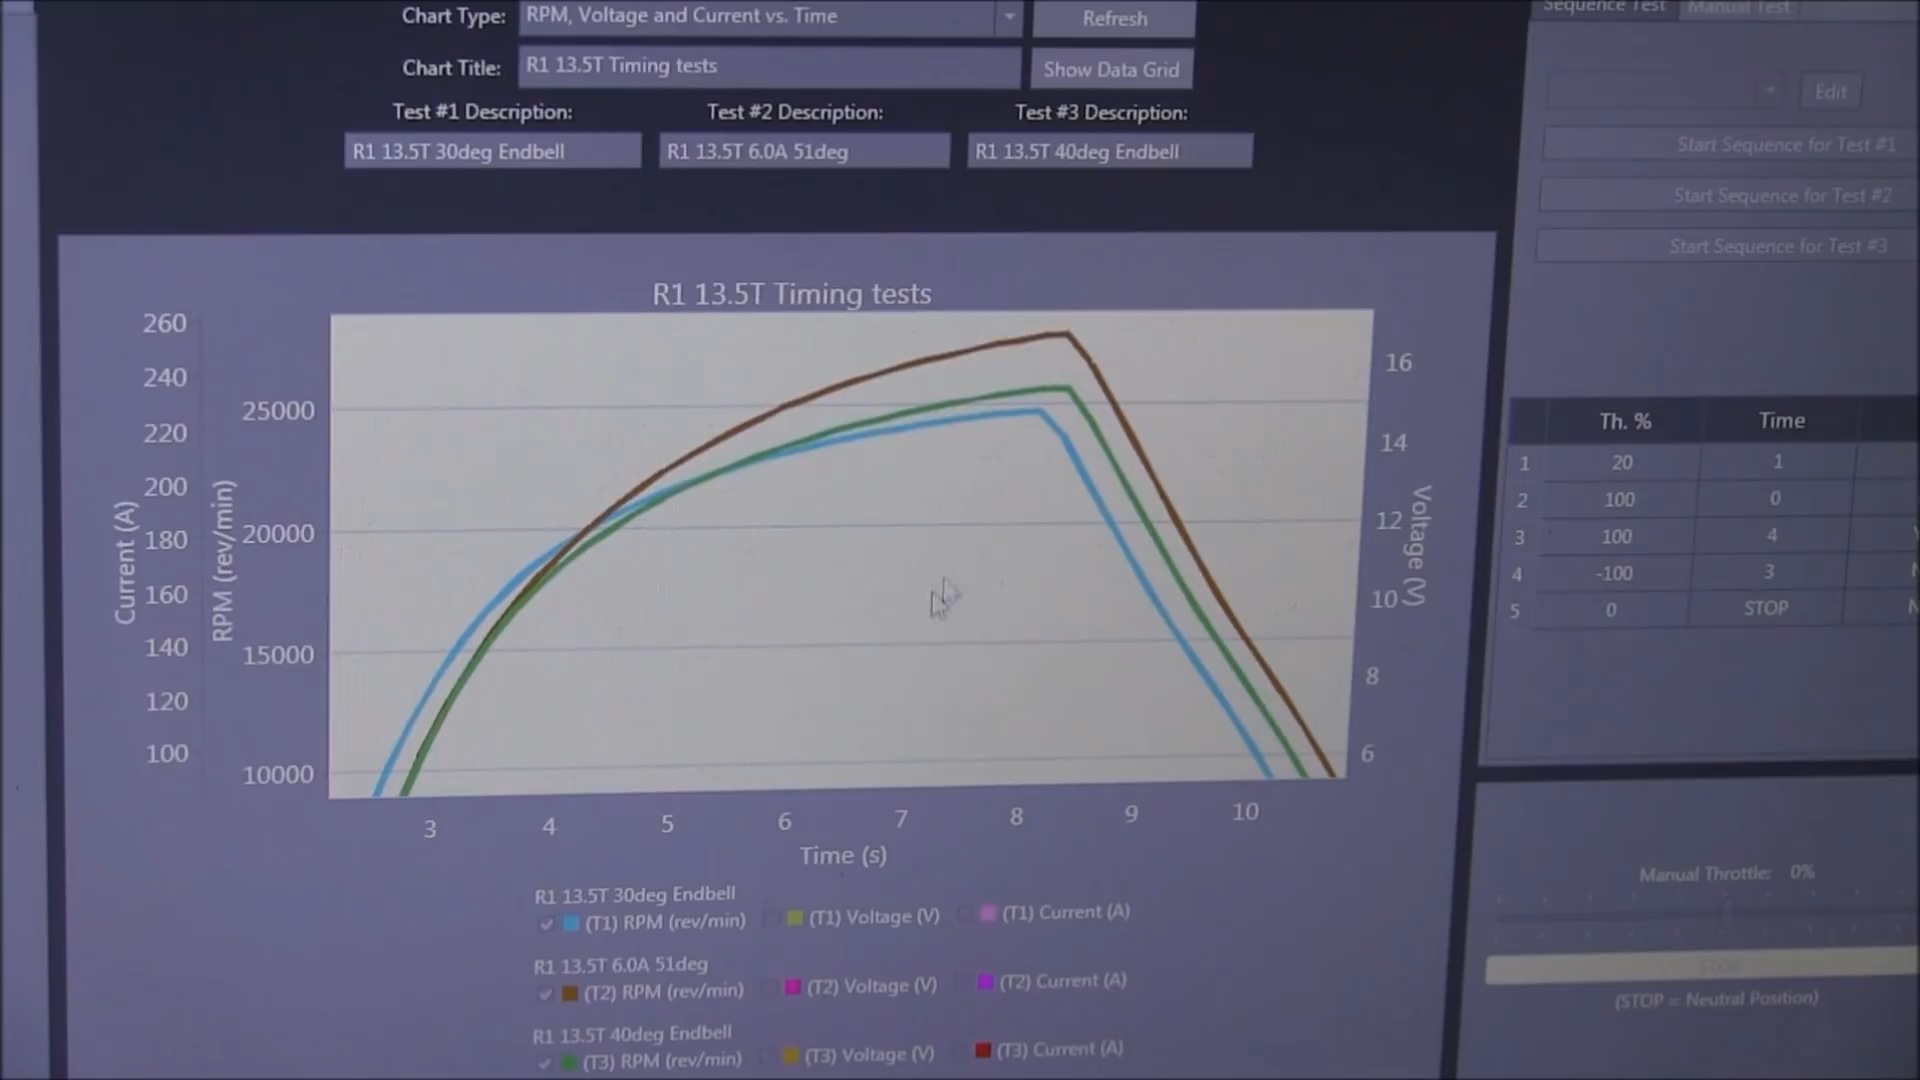 Chart Type: RPM, Voltage and Current vs. Time Refresh
Chart Title: R1 13.5T Timing tests Show Data Grid
Test #1 Description: Test #2 Description: Test #3 Description:
R1 13.5T 30deg Endbell R1 13.5T 6.0A 51deg R1 13.5T 40deg Endbell
Sequence Test Manual Test
Edit
Start Sequence for Test #1
Start Sequence for Test #2
Start Sequence for Test #3
R1 13.5T Timing tests
260
240
220
200
180
160
140
120
100
Current (A)
25000
20000
15000
10000
RPM (rev/min)
16
14
12
10
8
6
Voltage (V)
3 4 5 6 7 8 9 10
Time (s)
R1 13.5T 30deg Endbell
(T1) RPM (rev/min) (T1) Voltage (V) (T1) Current (A)
R1 13.5T 6.0A 51deg
(T2) RPM (rev/min) (T2) Voltage (V) (T2) Current (A)
R1 13.5T 40deg Endbell
(T3) RPM (rev/min) (T3) Voltage (V) (T3) Current (A)
Th. % Time
1 20 1
2 100 0
3 100 4
4 -100 3
5 0 STOP
Manual Throttle: 0%
STOP
(STOP = Neutral Position)